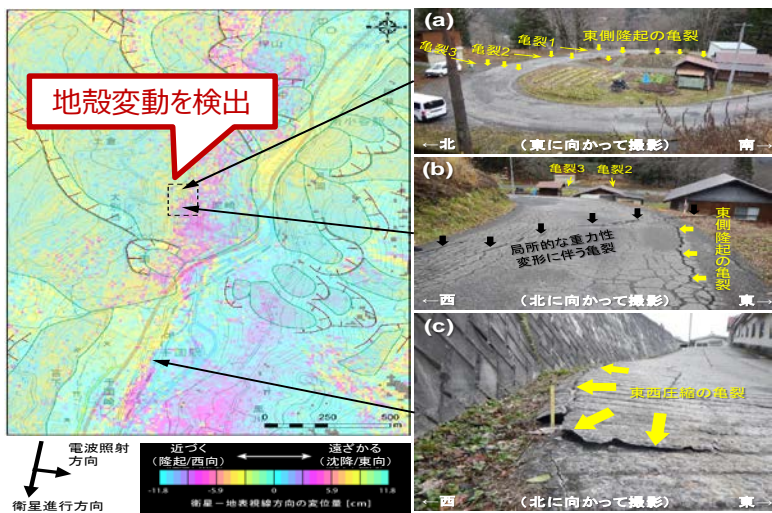 地殻変動を検出
0 250 500
m
電波照射
方向
衛星進行方向
近づく
(隆起/西向)
遠ざかる
(沈降/東向)
-11.8 -5.9 0 5.9 11.8
衛星－地表視線方向の変位量 [cm]
(a)
東側隆起の亀裂
亀裂1
亀裂2
亀裂3
←北 (東に向かって撮影) 南→
(b)
亀裂3 亀裂2
東側隆起の亀裂
局所的な重力性
変形に伴う亀裂
←西 (北に向かって撮影) 東→
(c)
東西圧縮の亀裂
←西 (北に向かって撮影) 東→